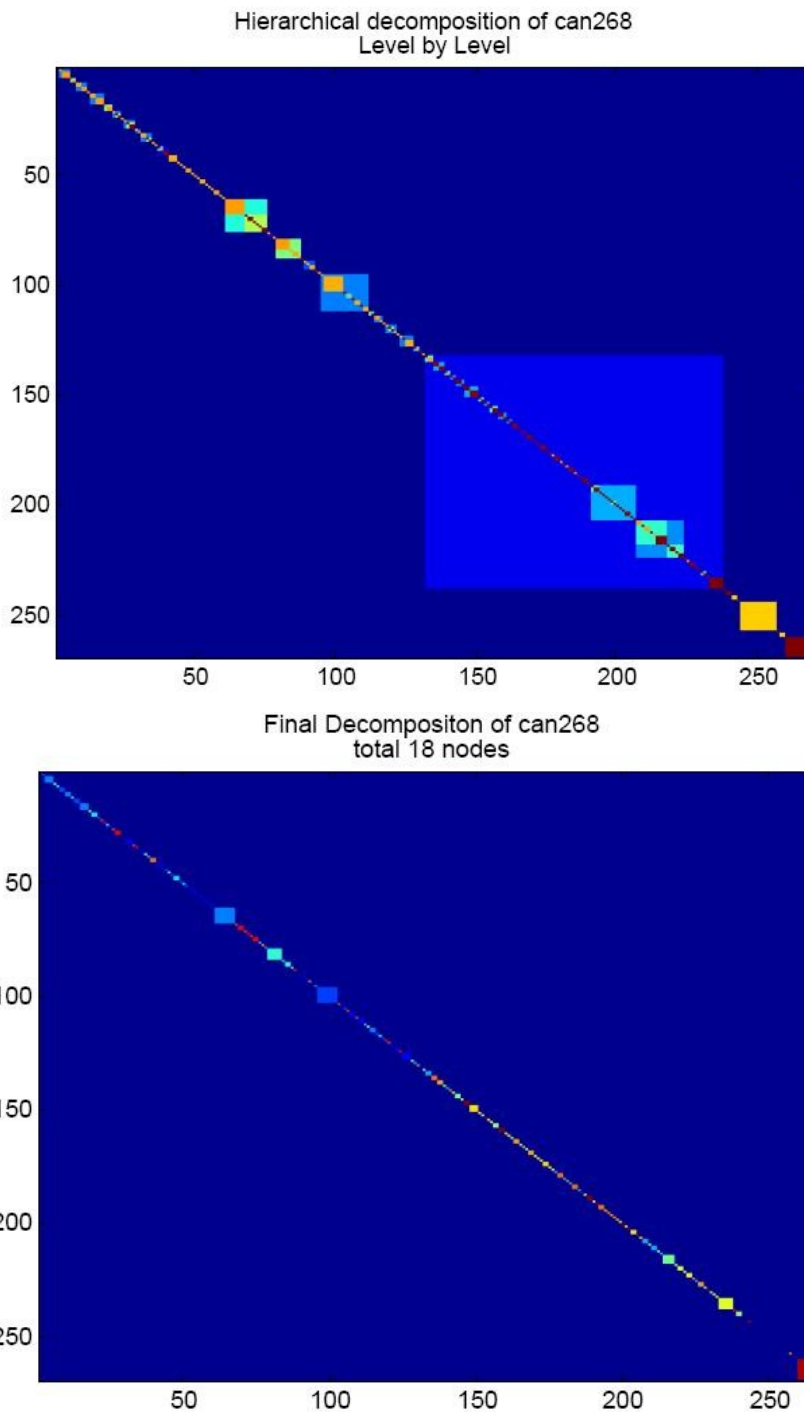 Hierarchical decomposition of can268
Level by Level
50
100
150
200
250
50 100 150 200 250
Final Decompositon of can268
total 18 nodes
50
100
150
200
250
50 100 150 200 250